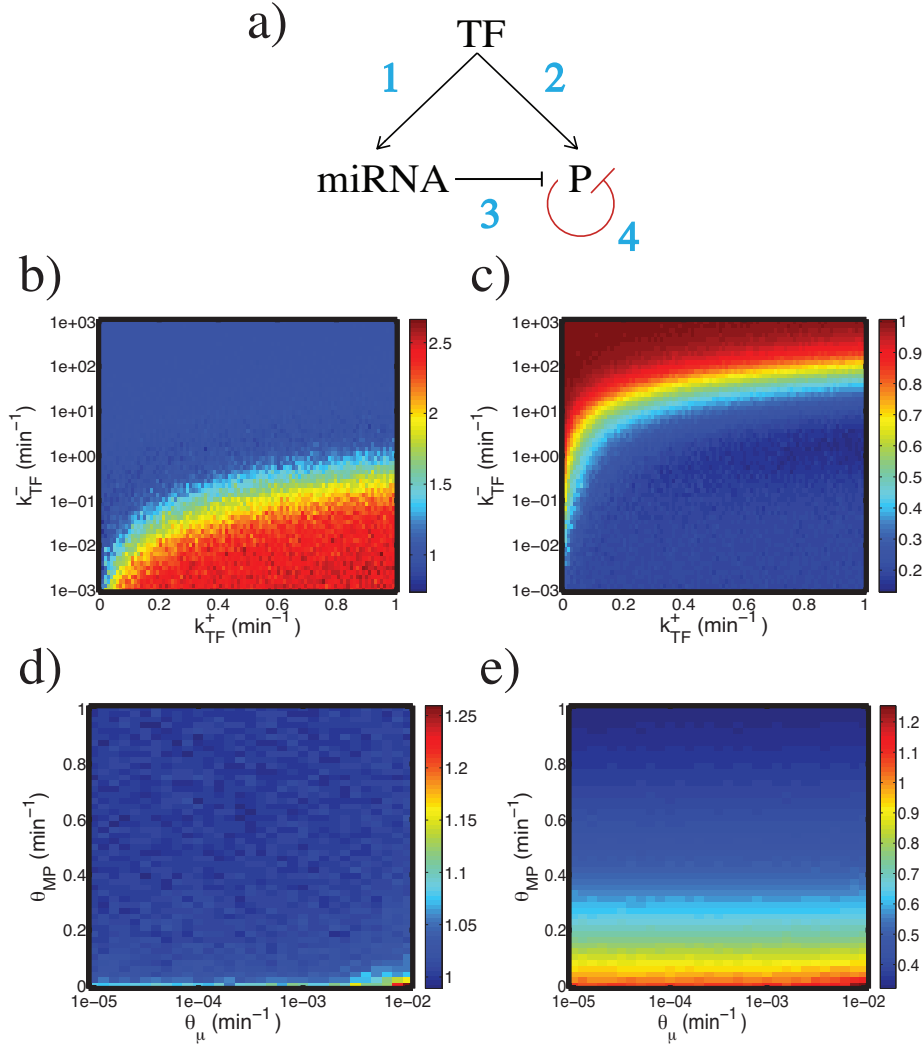 a)
TF
1
2
miRNA
P
3
4
b)
1e+03
1e+02
1e+01
1e+00
1e−01
1e−02
1e−03
k⁻TF (min⁻¹)
0 0.2 0.4 0.6 0.8 1
k⁺TF (min⁻¹)
2.5
2
1.5
1
c)
1e+03
1e+02
1e+01
1e+00
1e−01
1e−02
1e−03
k⁻TF (min⁻¹)
0 0.2 0.4 0.6 0.8 1
k⁺TF (min⁻¹)
1
0.9
0.8
0.7
0.6
0.5
0.4
0.3
0.2
d)
1
0.8
0.6
0.4
0.2
0
θMP (min⁻¹)
1e−05 1e−04 1e−03 1e−02
θμ (min⁻¹)
1.25
1.2
1.15
1.1
1.05
1
e)
1
0.8
0.6
0.4
0.2
0
θMP (min⁻¹)
1e−05 1e−04 1e−03 1e−02
θμ (min⁻¹)
1.2
1.1
1
0.9
0.8
0.7
0.6
0.5
0.4